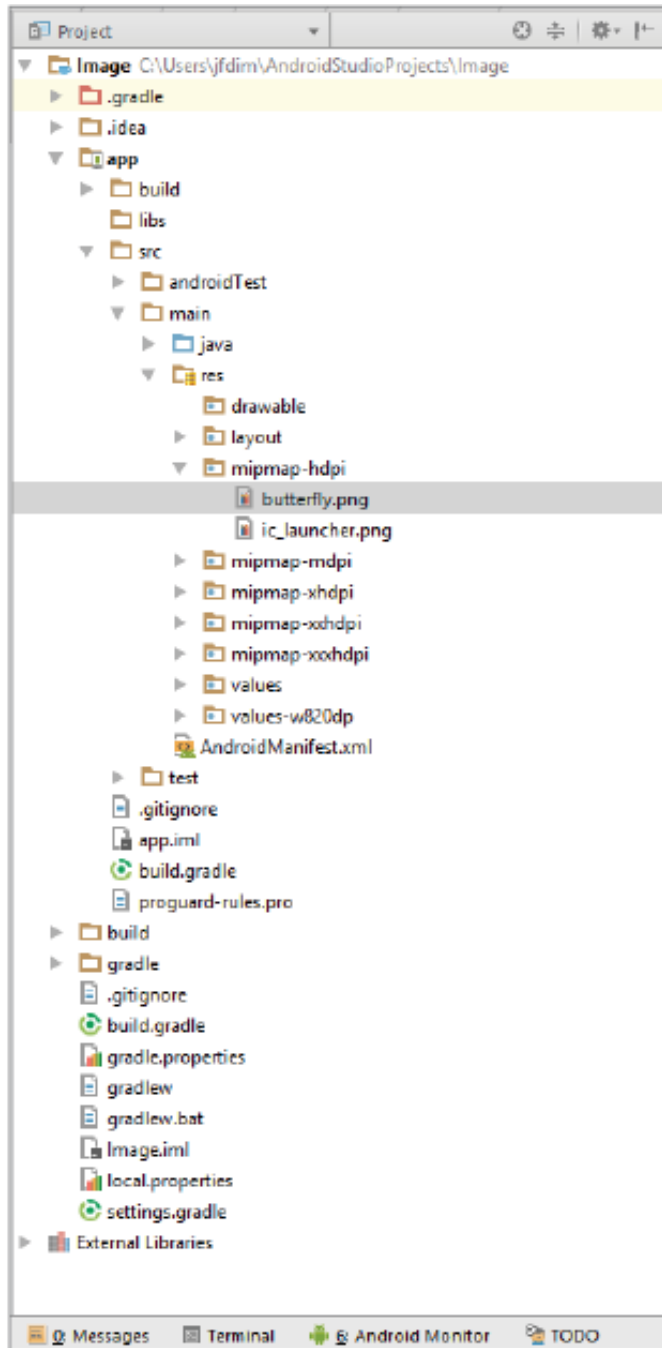 Project
Image C:\Users\jfdim\AndroidStudioProjects\Image
.gradle
.idea
app
build
libs
src
androidTest
main
java
res
drawable
layout
mipmap-hdpi
butterfly.png
ic_launcher.png
mipmap-mdpi
mipmap-xhdpi
mipmap-xxhdpi
mipmap-xxxhdpi
values
values-w820dp
AndroidManifest.xml
test
.gitignore
app.iml
build.gradle
proguard-rules.pro
build
gradle
.gitignore
build.gradle
gradle.properties
gradlew
gradlew.bat
Image.iml
local.properties
settings.gradle
External Libraries
0: Messages Terminal 6: Android Monitor TODO